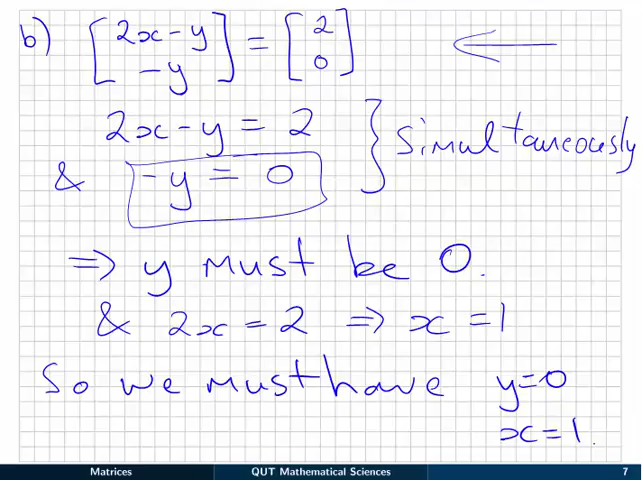 b) [2x - y
-y] = [2
0] ⟵
2x - y = 2
& -y = 0 } Simultaneously
⇒ y must be 0.
& 2x = 2 ⇒ x = 1
So we must have y = 0
x = 1.
Matrices QUT Mathematical Sciences 7